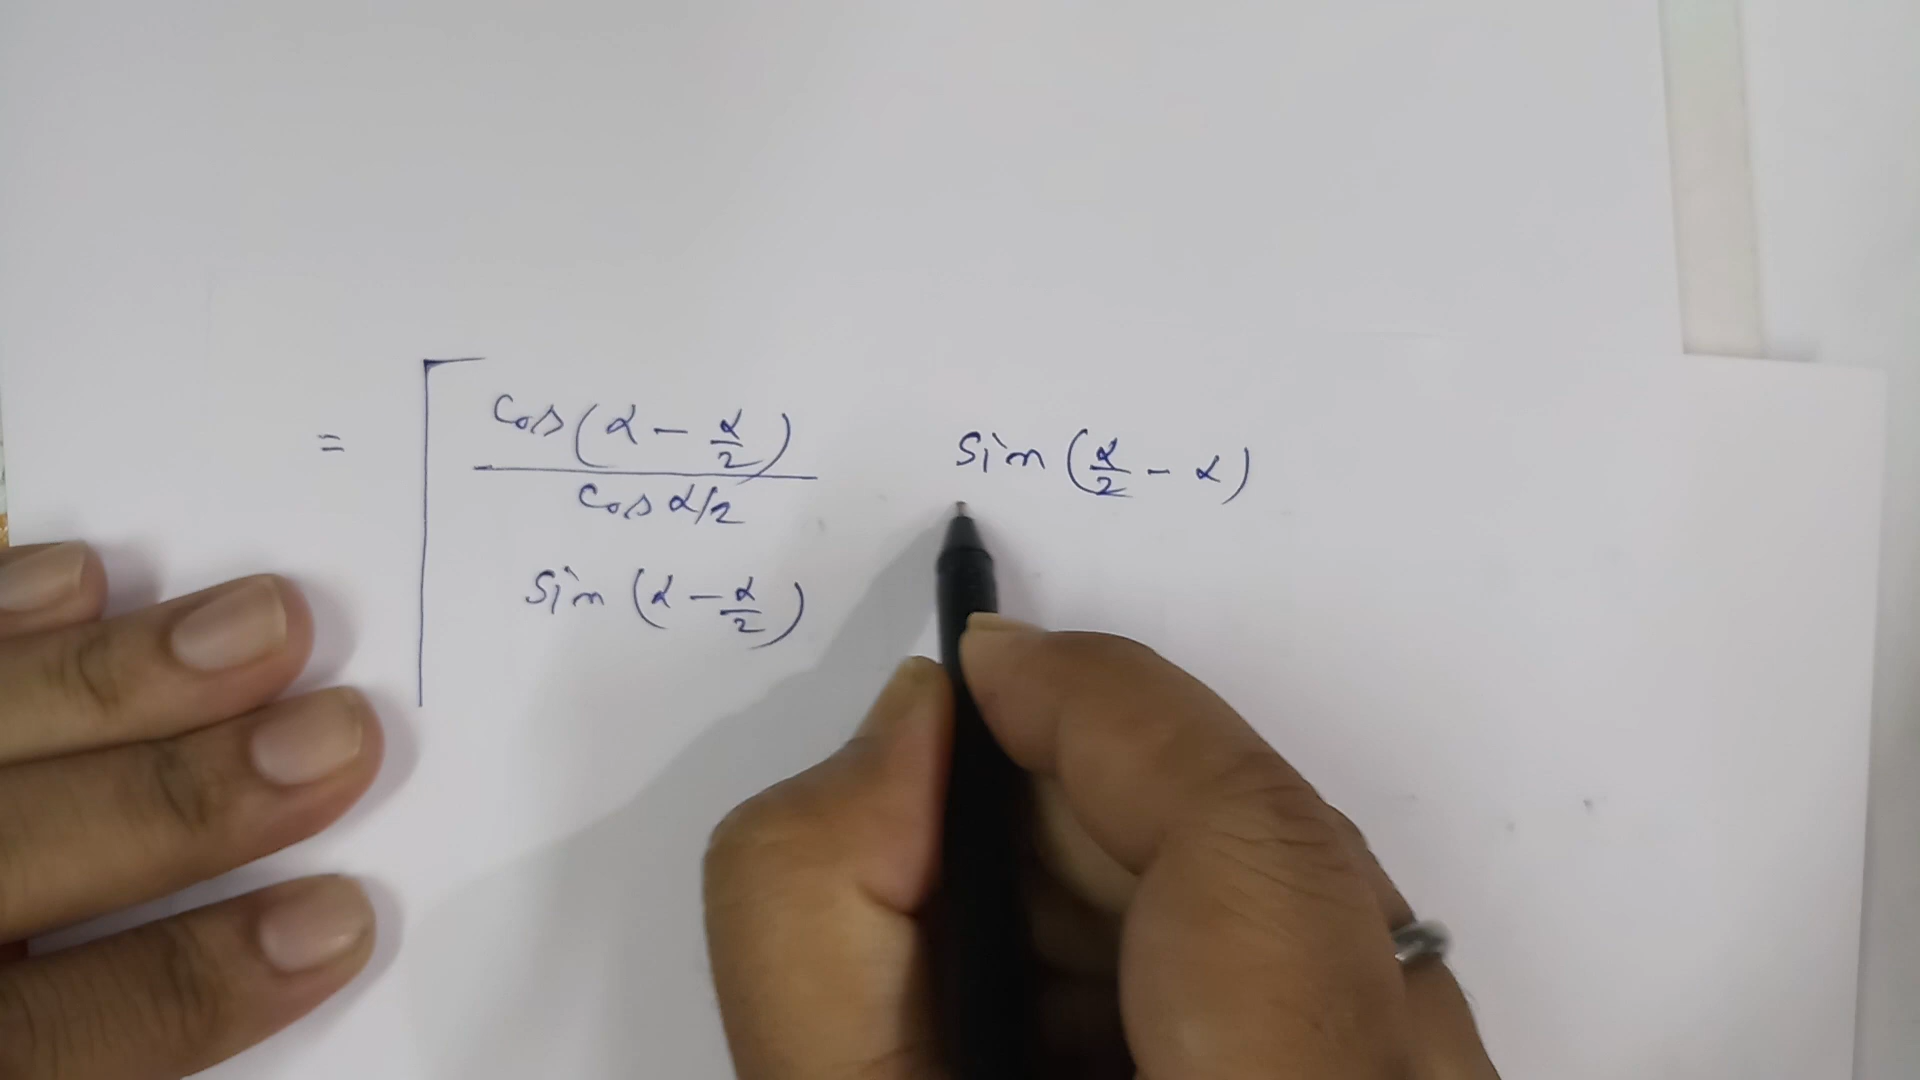 = [ cos(α - α/2) / cos α/2    sin(α/2 - α)
sin(α - α/2)